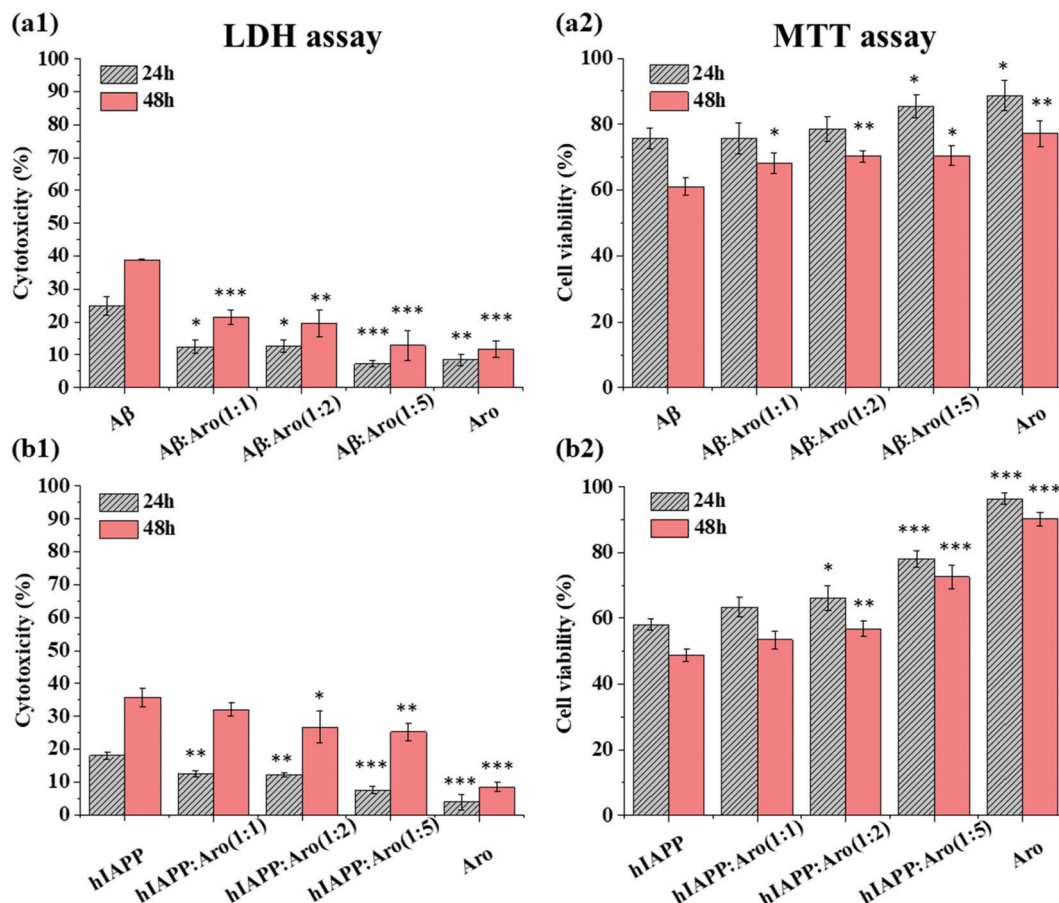 (a1)
LDH assay
100
90
80
70
60
50
40
30
20
10
0
Cytotoxicity (%)
24h
48h
*
***
*
**
***
***
**
***
Aβ
Aβ:Aro(1:1)
Aβ:Aro(1:2)
Aβ:Aro(1:5)
Aro
(a2)
MTT assay
100
80
60
40
20
0
Cell viability (%)
24h
48h
*
**
*
*
*
**
Aβ
Aβ:Aro(1:1)
Aβ:Aro(1:2)
Aβ:Aro(1:5)
Aro
(b1)
100
90
80
70
60
50
40
30
20
10
0
Cytotoxicity (%)
24h
48h
**
**
*
***
**
***
***
hIAPP
hIAPP:Aro(1:1)
hIAPP:Aro(1:2)
hIAPP:Aro(1:5)
Aro
(b2)
100
80
60
40
20
0
Cell viability (%)
24h
48h
*
**
***
***
***
***
hIAPP
hIAPP:Aro(1:1)
hIAPP:Aro(1:2)
hIAPP:Aro(1:5)
Aro